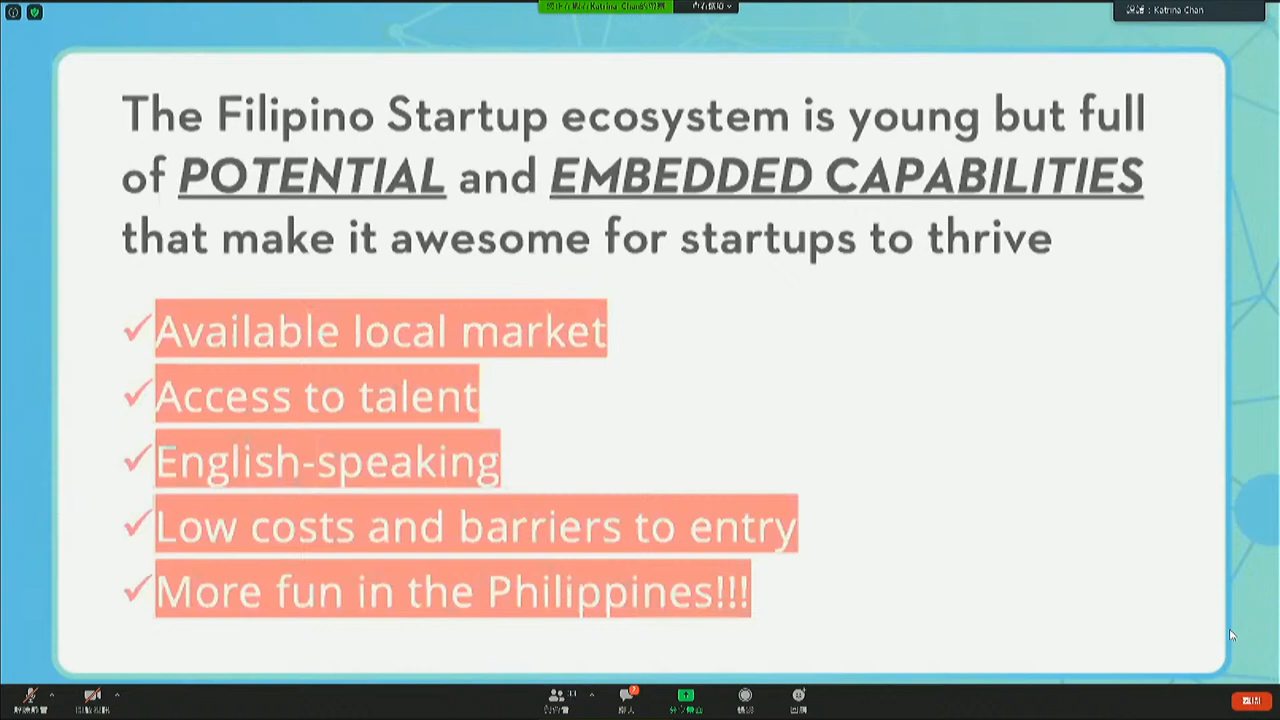 Katrina Chan
The Filipino Startup ecosystem is young but full
of POTENTIAL and EMBEDDED CAPABILITIES
that make it awesome for startups to thrive
✓Available local market
✓Access to talent
✓English-speaking
✓Low costs and barriers to entry
✓More fun in the Philippines!!!